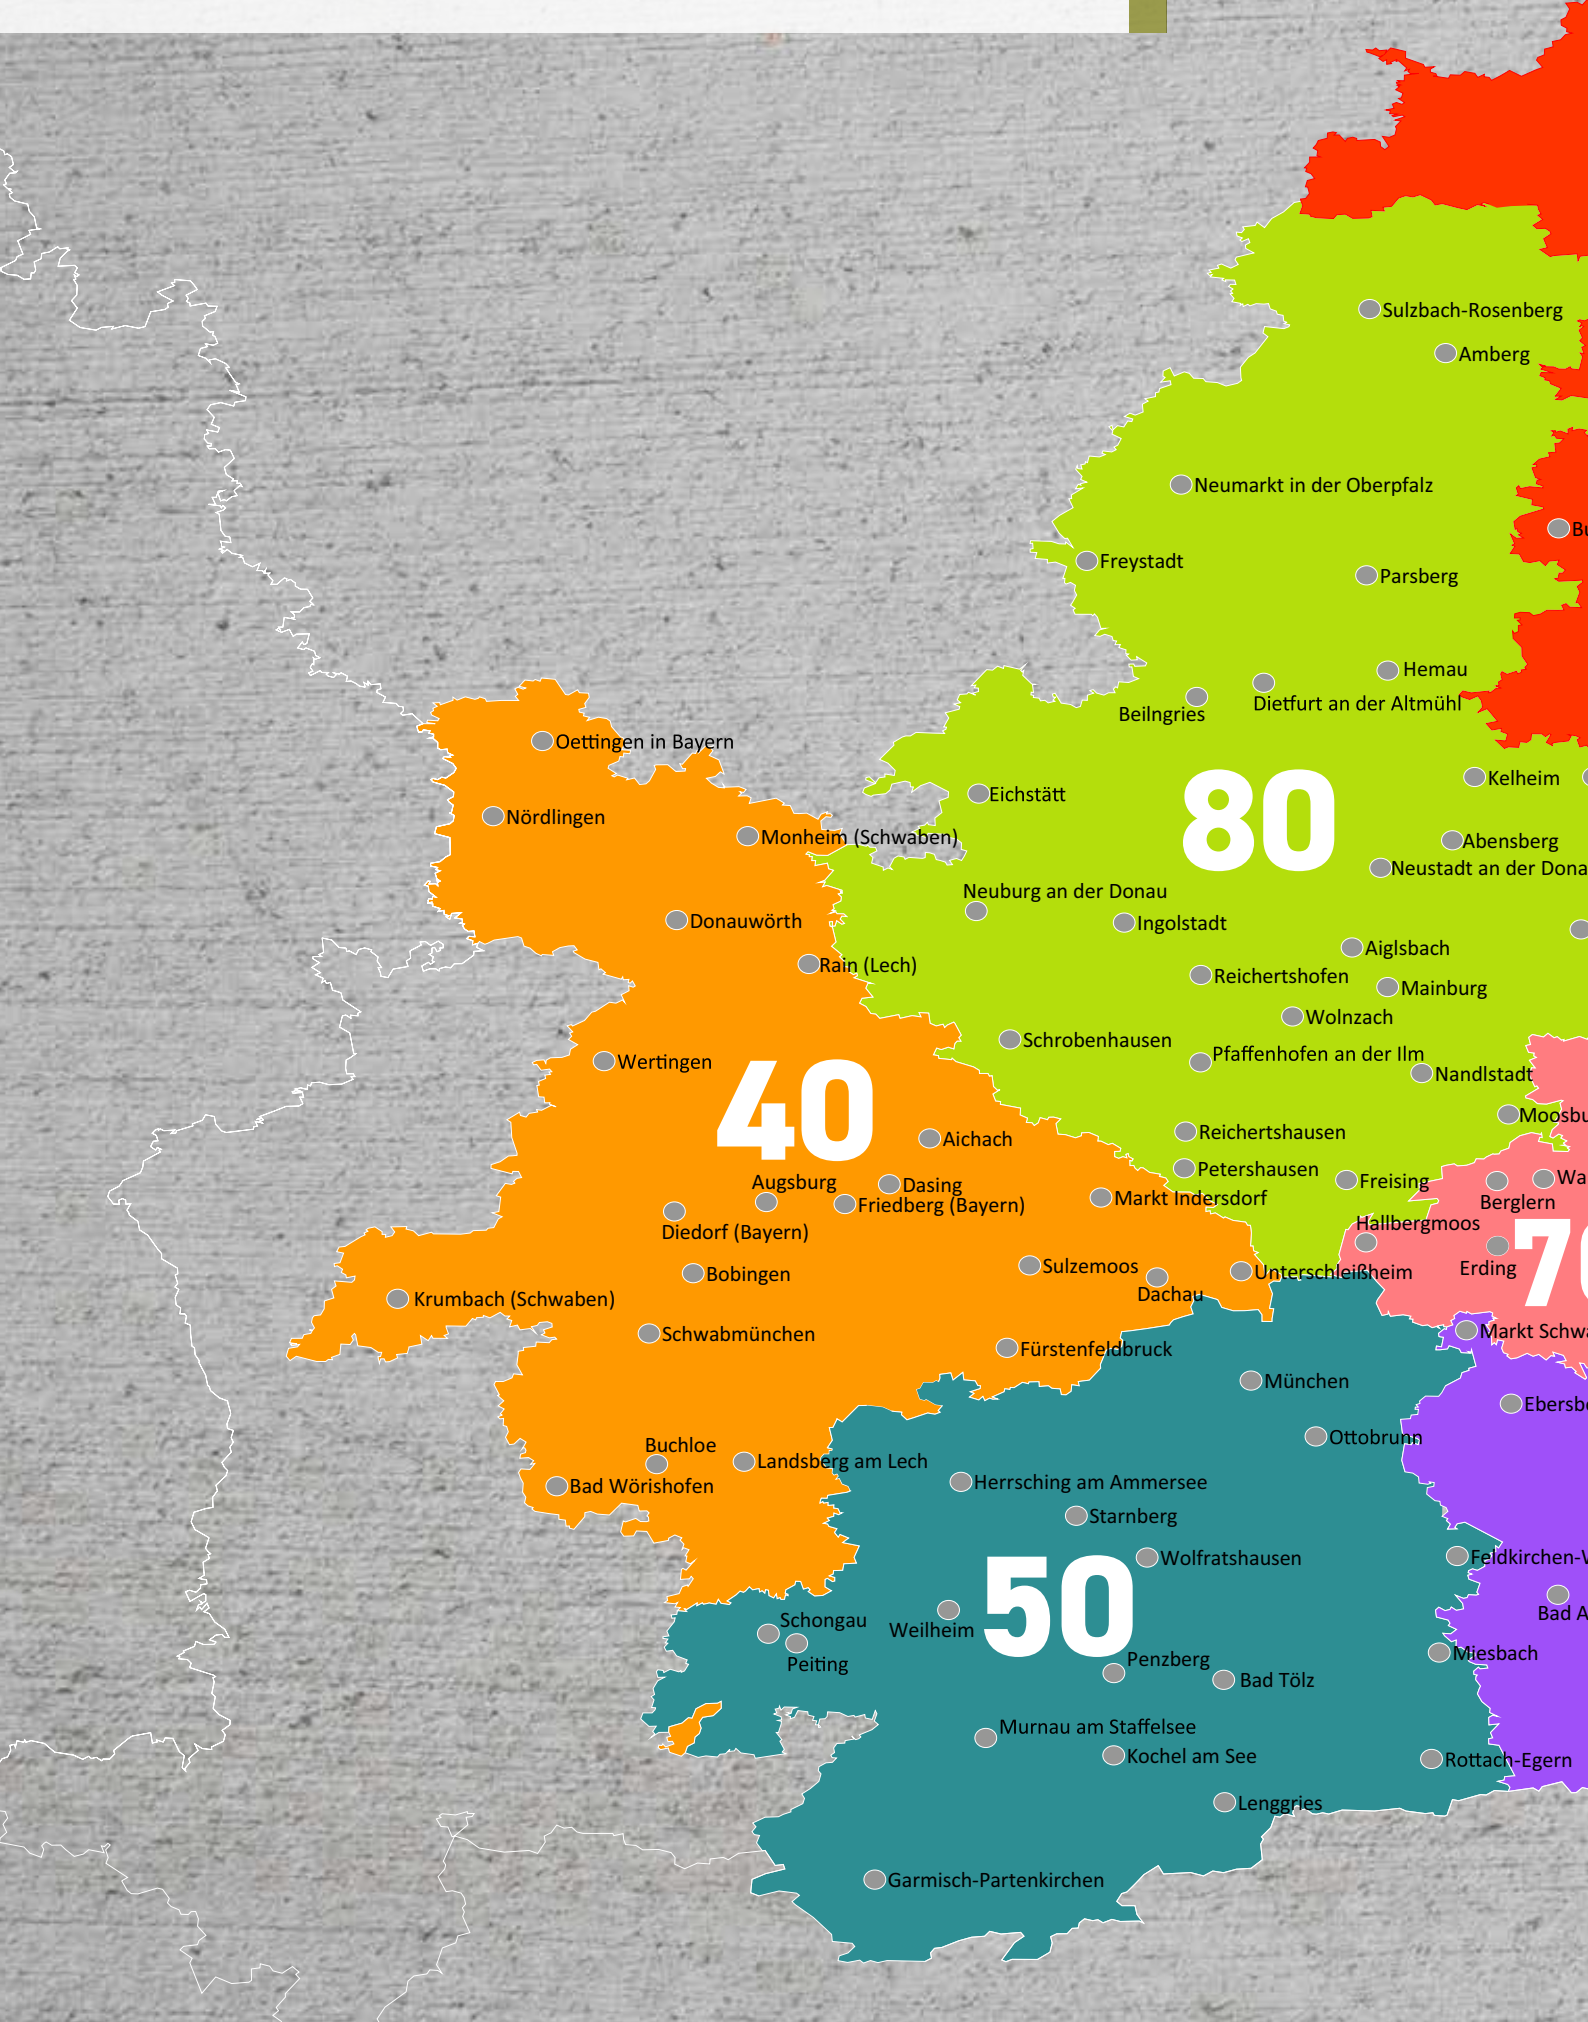 Sulzbach-Rosenberg
Amberg
Neumarkt in der Oberpfalz
Freystadt
Parsberg
Hemau
Dietfurt an der Altmühl
Beilngries
Oettingen in Bayern
80
Kelheim
Eichstätt
Nördlingen
Monheim (Schwaben)
Abensberg
Neustadt an der Dona
Neuburg an der Donau
Donauwörth
Ingolstadt
Aiglsbach
Rain (Lech)
Reichertshofen
Mainburg
Wolnzach
Schrobenhausen
Pfaffenhofen an der Ilm
Wertingen
Nandlstadt
40
Moosbu
Reichertshausen
Aichach
Petershausen
Augsburg
Dasing
Freising
Wa
Markt Indersdorf
Berglern
Friedberg (Bayern)
Diedorf (Bayern)
Hallbergmoos
Sulzemoos
Erding
70
Bobingen
Unterschleißheim
Dachau
Krumbach (Schwaben)
Schwabmünchen
Markt Schwa
Fürstenfeldbruck
München
Ebersbe
Ottobrunn
Buchloe
Landsberg am Lech
Bad Wörishofen
Herrsching am Ammersee
Starnberg
Wolfratshausen
Feldkirchen-W
50
Bad A
Schongau
Weilheim
Peiting
Penzberg
Miesbach
Bad Tölz
Murnau am Staffelsee
Kochel am See
Rottach-Egern
Lenggries
Garmisch-Partenkirchen